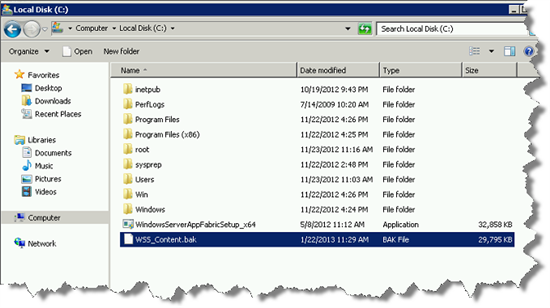 Local Disk (C:)
Computer Local Disk (C:)
Search Local Disk (C:)
Organize Open New folder
Name Date modified Type Size
Favorites
Desktop
Downloads
Recent Places
Libraries
Documents
Music
Pictures
Videos
Computer
Network
inetpub 10/19/2012 9:43 PM File folder
PerfLogs 7/14/2009 10:20 AM File folder
Program Files 11/22/2012 4:26 PM File folder
Program Files (x86) 11/22/2012 4:25 PM File folder
root 11/23/2012 11:16 AM File folder
sysprep 11/22/2012 2:48 PM File folder
Users 11/23/2012 11:03 AM File folder
Win 11/22/2012 4:26 PM File folder
Windows 11/22/2012 4:24 PM File folder
WindowsServerAppFabricSetup_x64 5/8/2012 11:12 AM Application 32,858 KB
WSS_Content.bak 1/22/2013 11:29 AM BAK File 29,795 KB